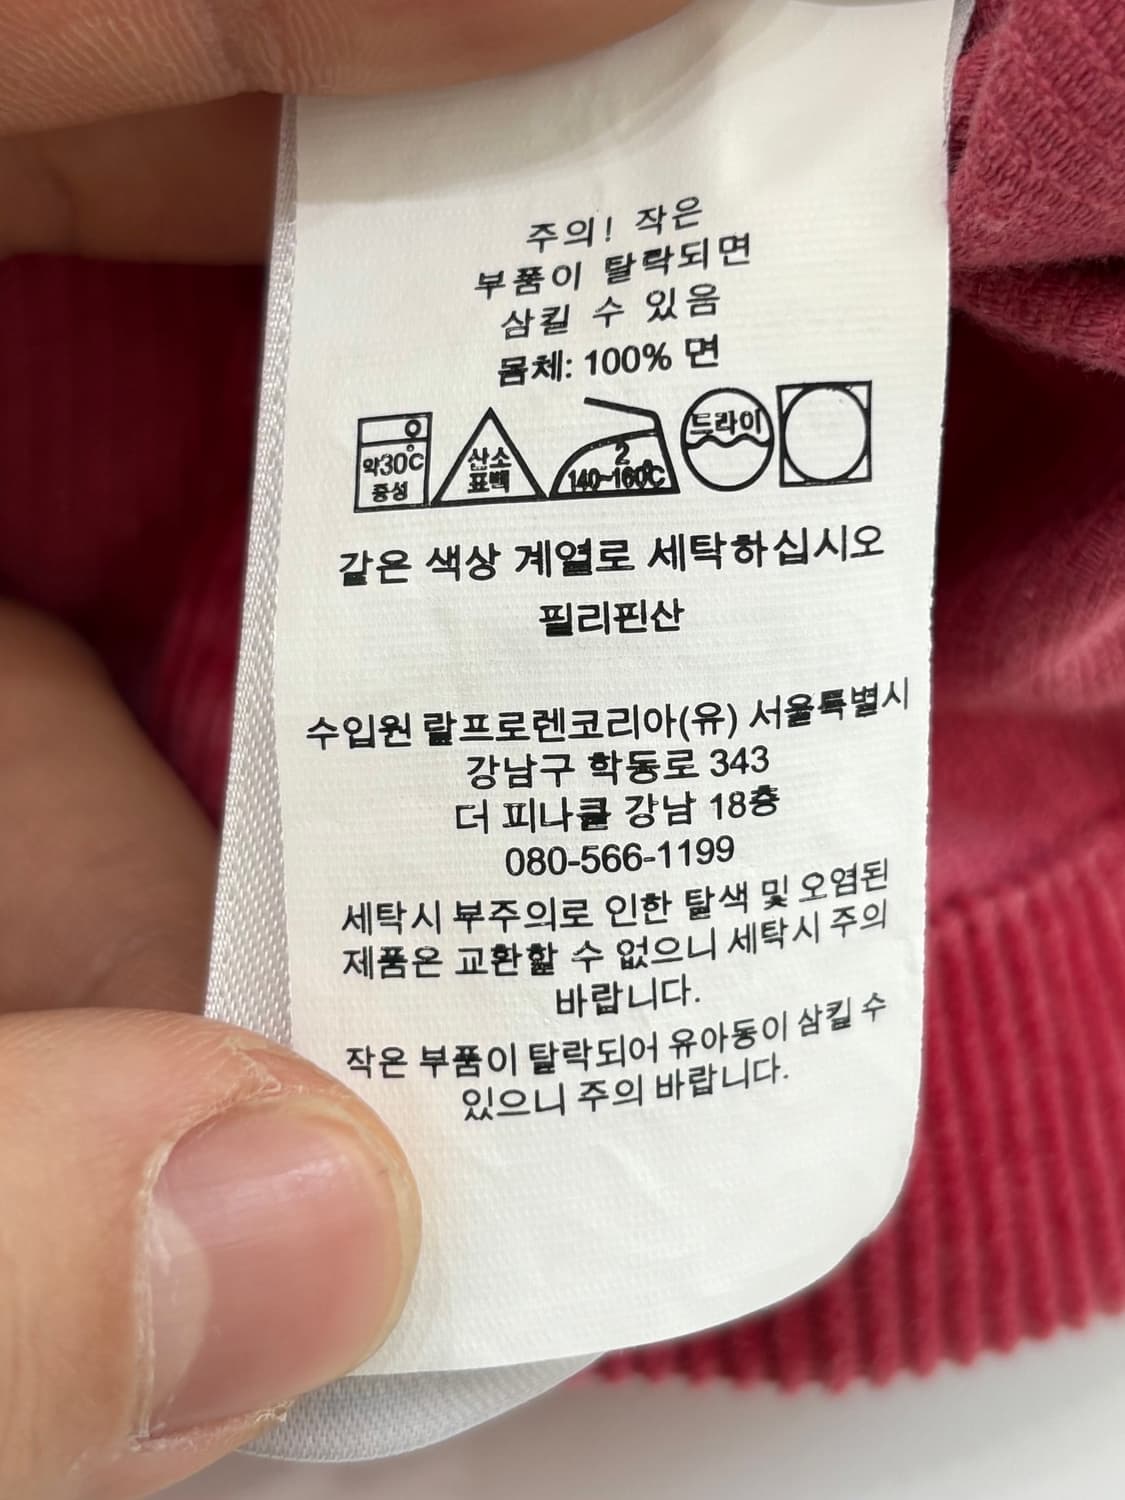 주의! 작은
부품이 탈락되면
삼킬 수 있음
몸체: 100% 면
약30℃
중성
산소
표백
2
140~160℃
드라이
같은 색상 계열로 세탁하십시오
필리핀산
수입원 랄프로렌코리아(유) 서울특별시
강남구 학동로 343
더 피나클 강남 18층
080-566-1199
세탁시 부주의로 인한 탈색 및 오염된
제품은 교환할 수 없으니 세탁시 주의
바랍니다.
작은 부품이 탈락되어 유아동이 삼킬 수
있으니 주의 바랍니다.